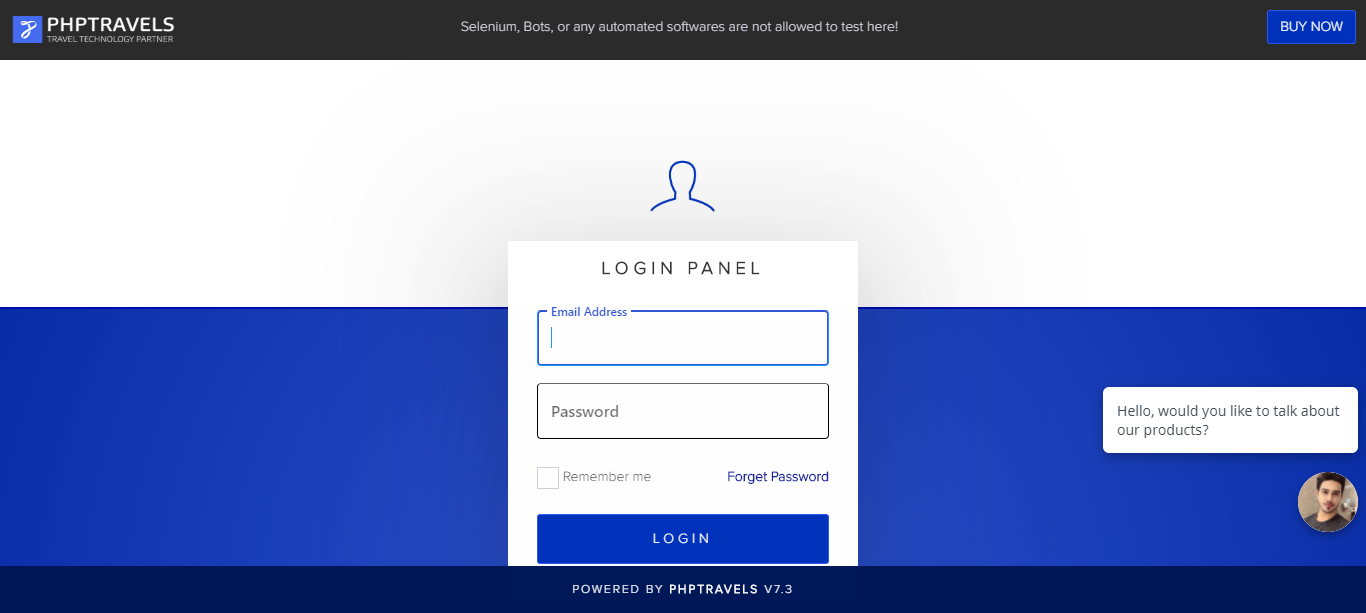 PHPTRAVELS
TRAVEL TECHNOLOGY PARTNER
Selenium, Bots, or any automated softwares are not allowed to test here!
BUY NOW
LOGIN PANEL
Email Address
Password
Remember me
Forget Password
Hello, would you like to talk about
our products?
LOGIN
POWERED BY PHPTRAVELS V7.3